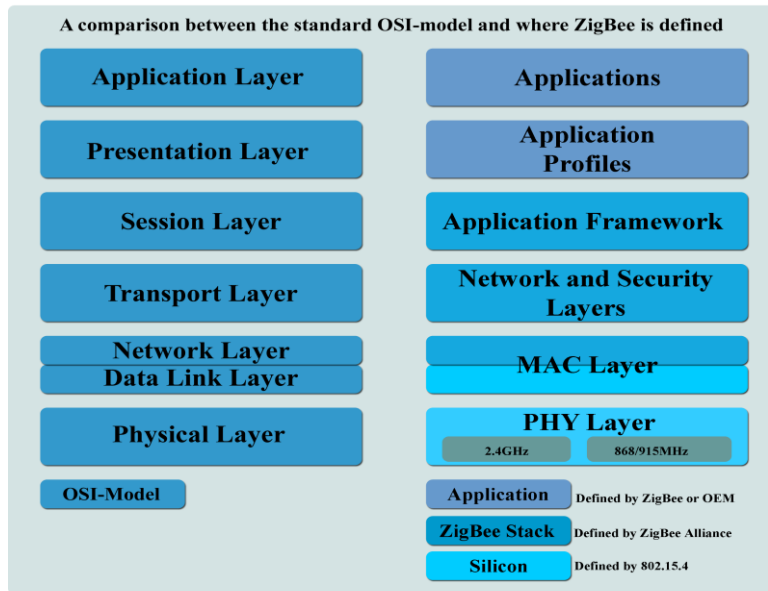 A comparison between the standard OSI-model and where ZigBee is defined
Application Layer
Presentation Layer
Session Layer
Transport Layer
Network Layer
Data Link Layer
Physical Layer
OSI-Model
Applications
Application
Profiles
Application Framework
Network and Security
Layers
MAC Layer
PHY Layer
2.4GHz
868/915MHz
Application
Defined by ZigBee or OEM
ZigBee Stack
Defined by ZigBee Alliance
Silicon
Defined by 802.15.4